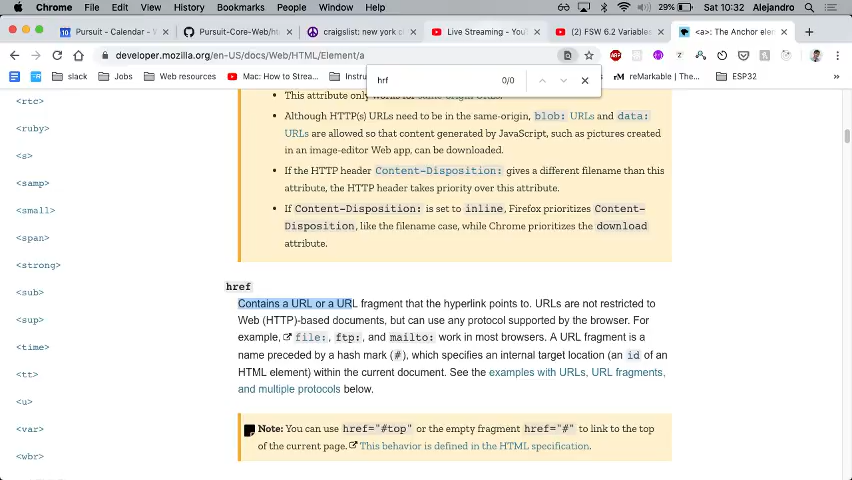 Chrome File Edit View History Bookmarks People Window Help 29% Sat 10:32 Alejandro
Pursuit - Calendar - Pursuit-Core-Web/ht craigslist: new york c Live Streaming - YouT (2) FSW 6.2 Variables <a>: The Anchor ele
developer.mozilla.org/en-US/docs/Web/HTML/Element/a
slack Jobs Web resources Mac: How to Strea... Instru reMarkable | The... ESP32
hrf 0/0
<rtc>
<ruby>
<s>
<samp>
<small>
<span>
<strong>
<sub>
<sup>
<time>
<tt>
<u>
<var>
<wbr>
This attribute only works for same-origin URLs.
Although HTTP(s) URLs need to be in the same-origin, blob: URLs and data:
URLs are allowed so that content generated by JavaScript, such as pictures created
in an image-editor Web app, can be downloaded.
If the HTTP header Content-Disposition: gives a different filename than this
attribute, the HTTP header takes priority over this attribute.
If Content-Disposition: is set to inline, Firefox prioritizes Content-
Disposition, like the filename case, while Chrome prioritizes the download
attribute.
href
Contains a URL or a URL fragment that the hyperlink points to. URLs are not restricted to
Web (HTTP)-based documents, but can use any protocol supported by the browser. For
example, file:, ftp:, and mailto: work in most browsers. A URL fragment is a
name preceded by a hash mark (#), which specifies an internal target location (an id of an
HTML element) within the current document. See the examples with URLs, URL fragments,
and multiple protocols below.
Note: You can use href="#top" or the empty fragment href="#" to link to the top
of the current page. This behavior is defined in the HTML specification.